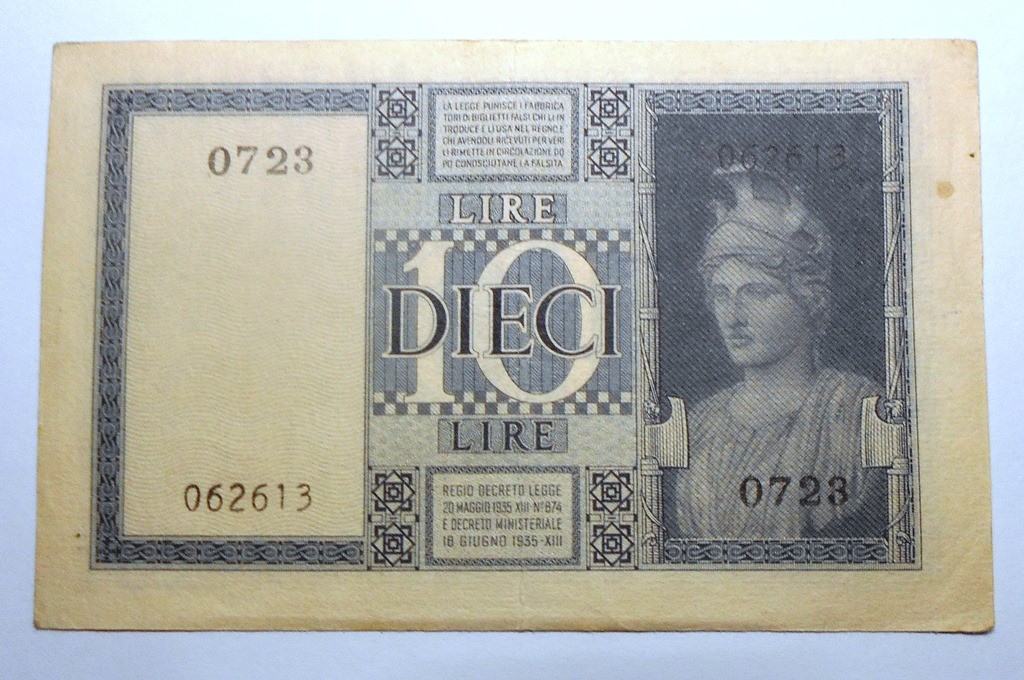 0723
062613
LA LEGGE PUNISCE I FABBRICA
TORI DI BIGLIETTI FALSI CHI LI IN
TRODUCE E LI USA NEL REGNO E
CHI AVENDOLI RICEVUTI PER VERI
LI RIMETTE IN CIRCOLAZIONE DO
PO CONOSCIUTANE LA FALSITA
LIRE
10
DIECI
LIRE
REGIO DECRETO LEGGE
20 MAGGIO 1935 XIII-Nº 874
E DECRETO MINISTERIALE
18 GIUGNO 1935-XIII
062613
0723